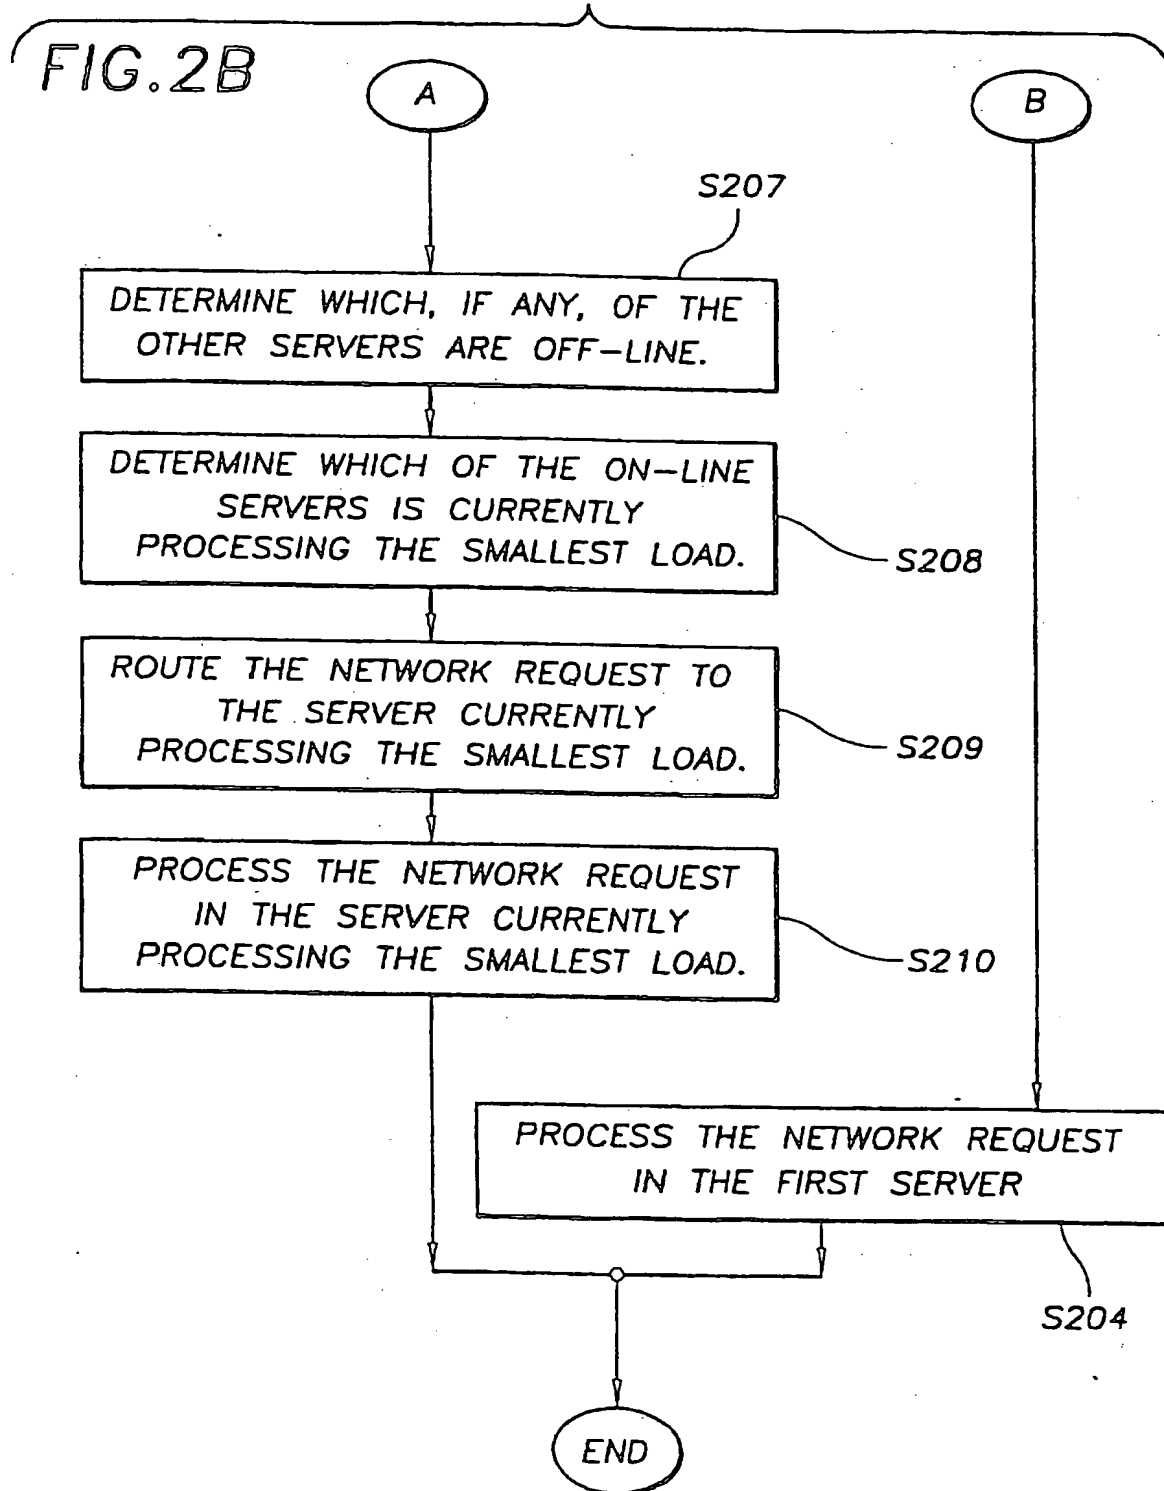 FIG.2B
A
B
S207
DETERMINE WHICH, IF ANY, OF THE
OTHER SERVERS ARE OFF-LINE.
DETERMINE WHICH OF THE ON-LINE
SERVERS IS CURRENTLY
PROCESSING THE SMALLEST LOAD.
S208
ROUTE THE NETWORK REQUEST TO
THE SERVER CURRENTLY
PROCESSING THE SMALLEST LOAD.
S209
PROCESS THE NETWORK REQUEST
IN THE SERVER CURRENTLY
PROCESSING THE SMALLEST LOAD.
S210
PROCESS THE NETWORK REQUEST
IN THE FIRST SERVER
S204
END